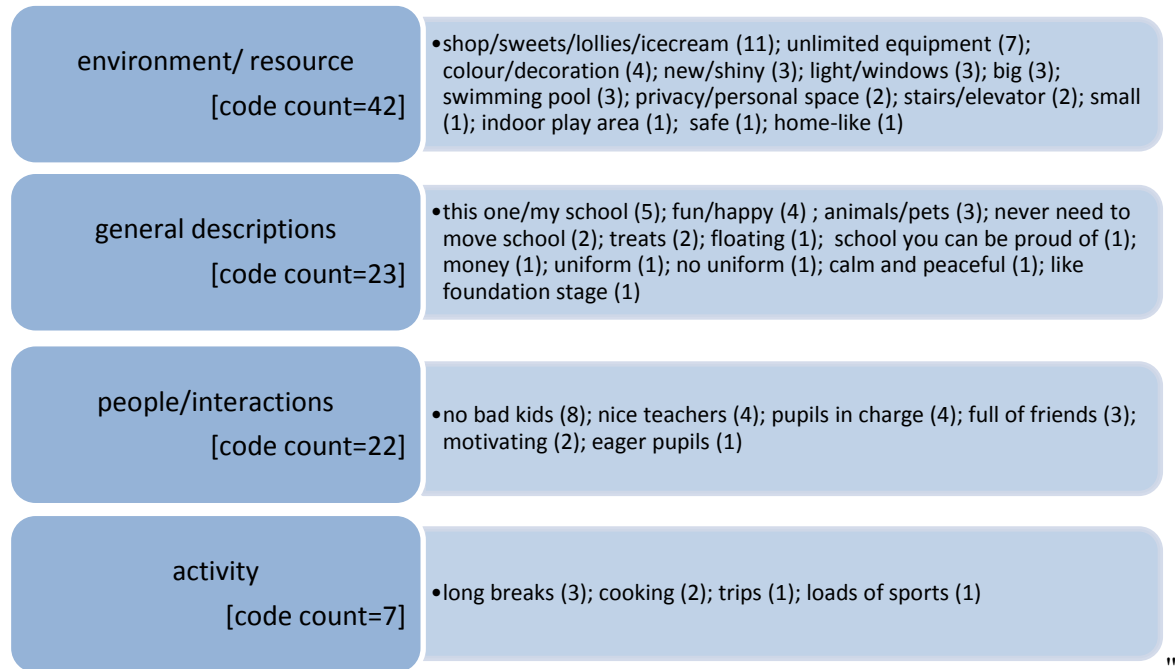 environment/ resource
[code count=42]
•shop/sweets/lollies/icecream (11); unlimited equipment (7);
colour/decoration (4); new/shiny (3); light/windows (3); big (3);
swimming pool (3); privacy/personal space (2); stairs/elevator (2); small
(1); indoor play area (1);  safe (1); home-like (1)
general descriptions
[code count=23]
•this one/my school (5); fun/happy (4) ; animals/pets (3); never need to
move school (2); treats (2); floating (1);  school you can be proud of (1);
money (1); uniform (1); no uniform (1); calm and peaceful (1); like
foundation stage (1)
people/interactions
[code count=22]
•no bad kids (8); nice teachers (4); pupils in charge (4); full of friends (3);
motivating (2); eager pupils (1)
activity
[code count=7]
•long breaks (3); cooking (2); trips (1); loads of sports (1)
"